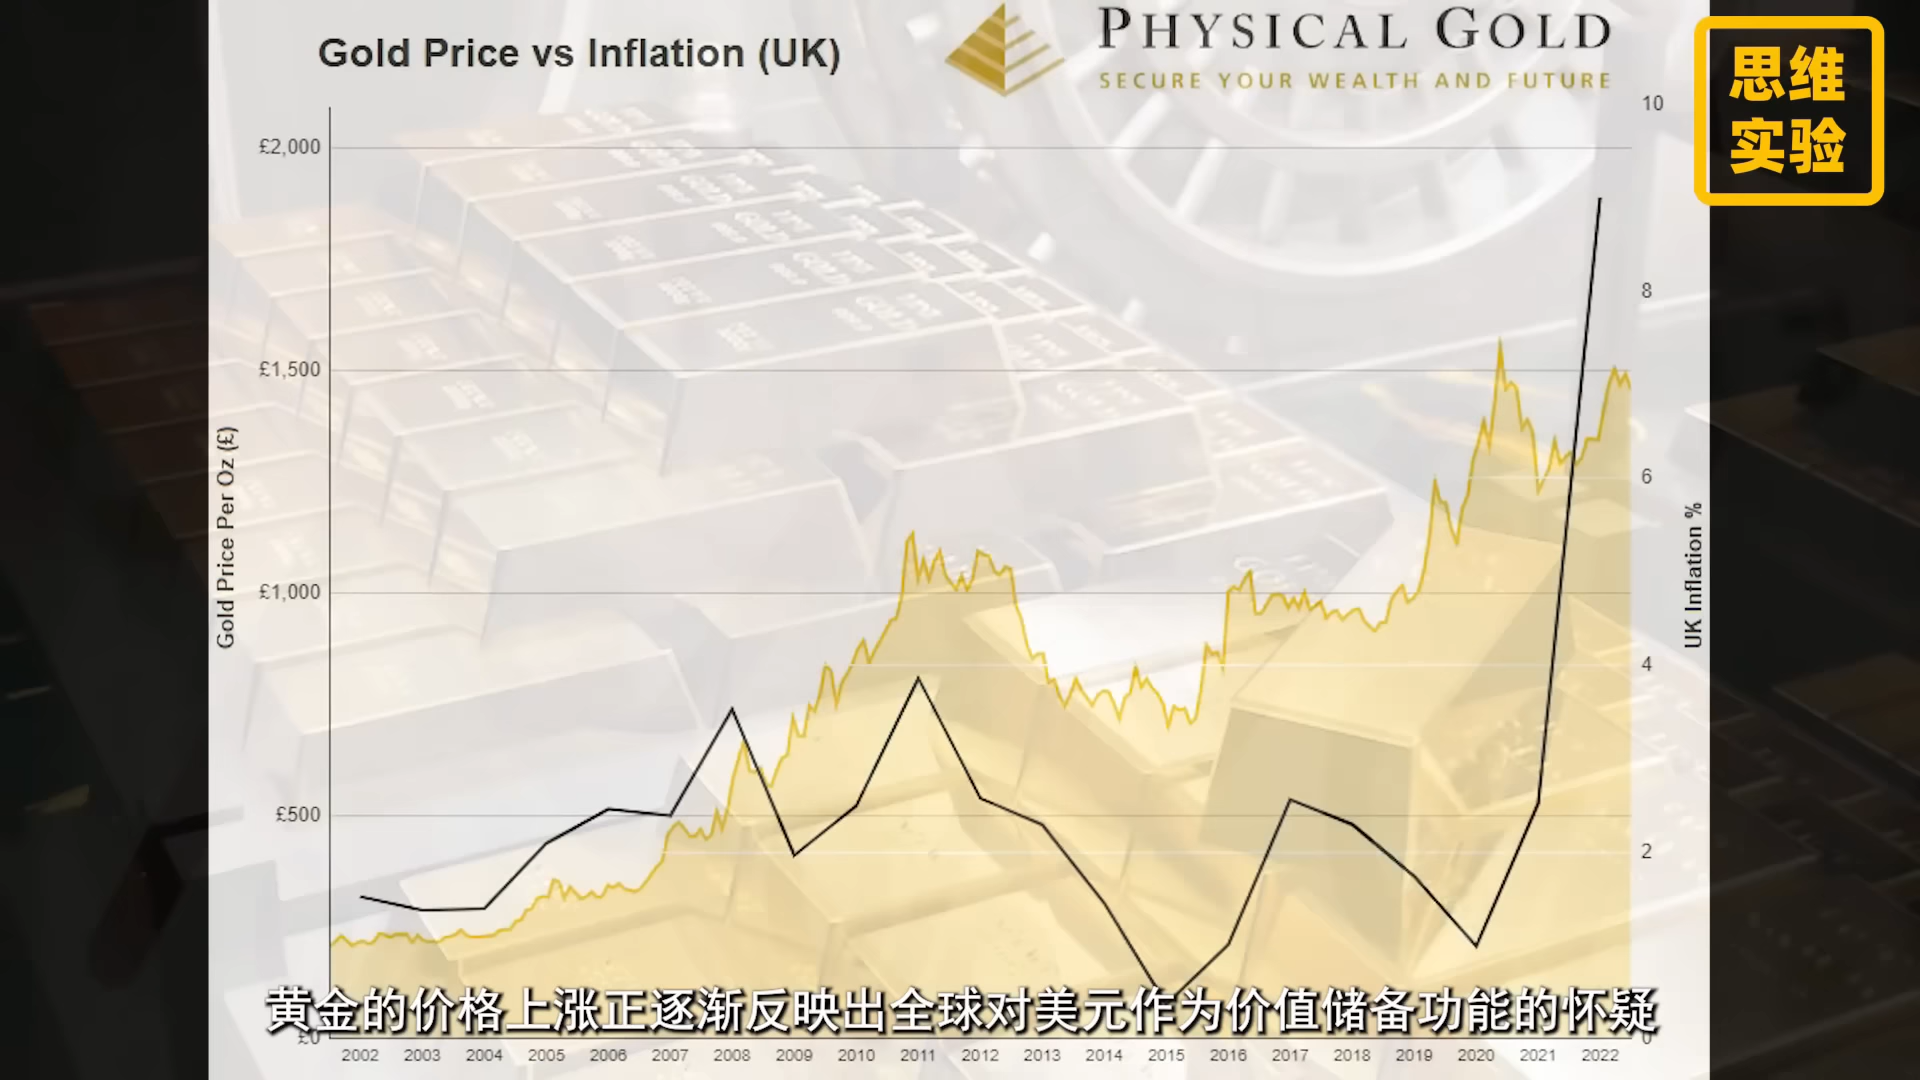 Gold Price vs Inflation (UK)
PHYSICAL GOLD
SECURE YOUR WEALTH AND FUTURE
思维
实验
10
£2,000
8
£1,500
6
Gold Price Per Oz (£)
UK Inflation %
£1,000
4
£500
2
黄金的价格上涨正逐渐反映出全球对美元作为价值储备功能的怀疑
£0
0
2002 2003 2004 2005 2006 2007 2008 2009 2010 2011 2012 2013 2014 2015 2016 2017 2018 2019 2020 2021 2022